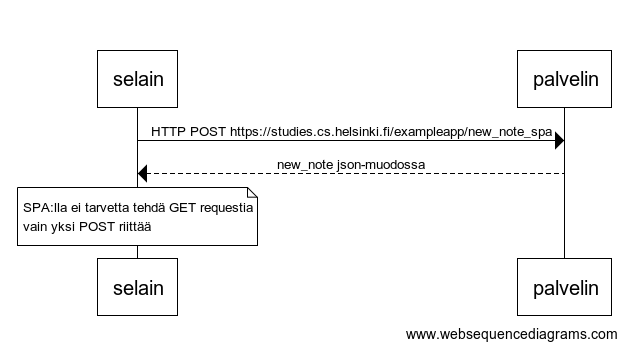 selain
palvelin
HTTP POST https://studies.cs.helsinki.fi/exampleapp/new_note_spa
new_note json-muodossa
SPA:lla ei tarvetta tehdä GET requestia
vain yksi POST riittää
selain
palvelin
www.websequencediagrams.com